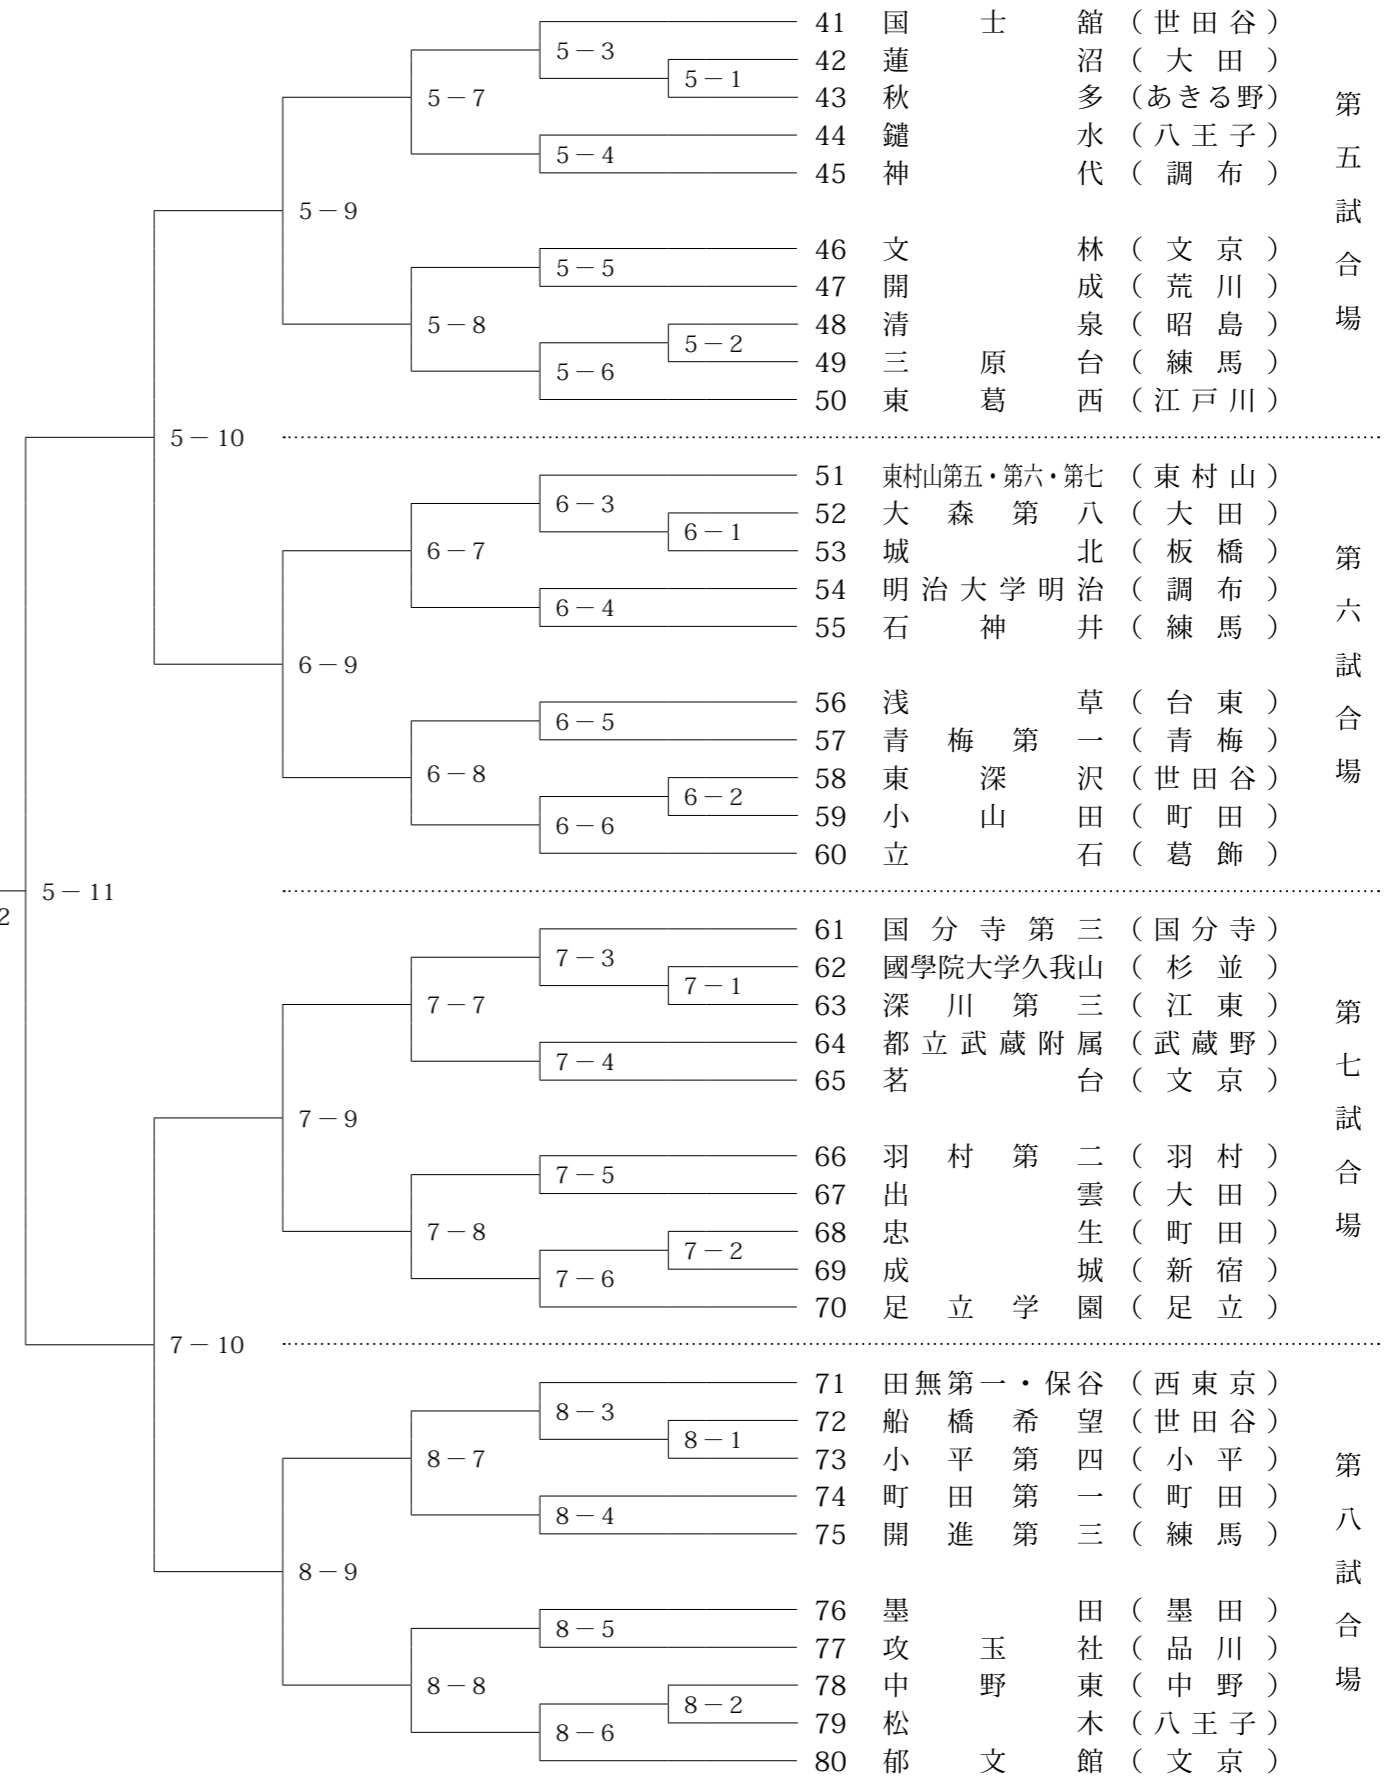 41 国士舘（世田谷）
5－3
42 蓮沼（大田）
5－1
5－7
43 秋多（あきる野）
44 鑓水（八王子）
5－4
45 神代（調布）
第五試合場
5－9
46 文林（文京）
5－5
47 開成（荒川）
5－8
48 清泉（昭島）
5－2
49 三原台（練馬）
5－6
50 東葛西（江戸川）
5－10
51 東村山第五・第六・第七（東村山）
6－3
52 大森第八（大田）
6－1
6－7
53 城北（板橋）
54 明治大学明治（調布）
6－4
55 石神井（練馬）
第六試合場
6－9
56 浅草（台東）
6－5
57 青梅第一（青梅）
6－8
58 東深沢（世田谷）
6－2
59 小山田（町田）
6－6
60 立石（葛飾）
5－11
2
61 国分寺第三（国分寺）
7－3
62 國學院大学久我山（杉並）
7－1
7－7
63 深川第三（江東）
64 都立武蔵附属（武蔵野）
7－4
65 茗台（文京）
第七試合場
7－9
66 羽村第二（羽村）
7－5
67 出雲（大田）
7－8
68 忠生（町田）
7－2
69 成城（新宿）
7－6
70 足立学園（足立）
7－10
71 田無第一・保谷（西東京）
8－3
72 船橋希望（世田谷）
8－1
8－7
73 小平第四（小平）
74 町田第一（町田）
8－4
75 開進第三（練馬）
第八試合場
8－9
76 墨田（墨田）
8－5
77 攻玉社（品川）
8－8
78 中野東（中野）
8－2
79 松木（八王子）
8－6
80 郁文館（文京）